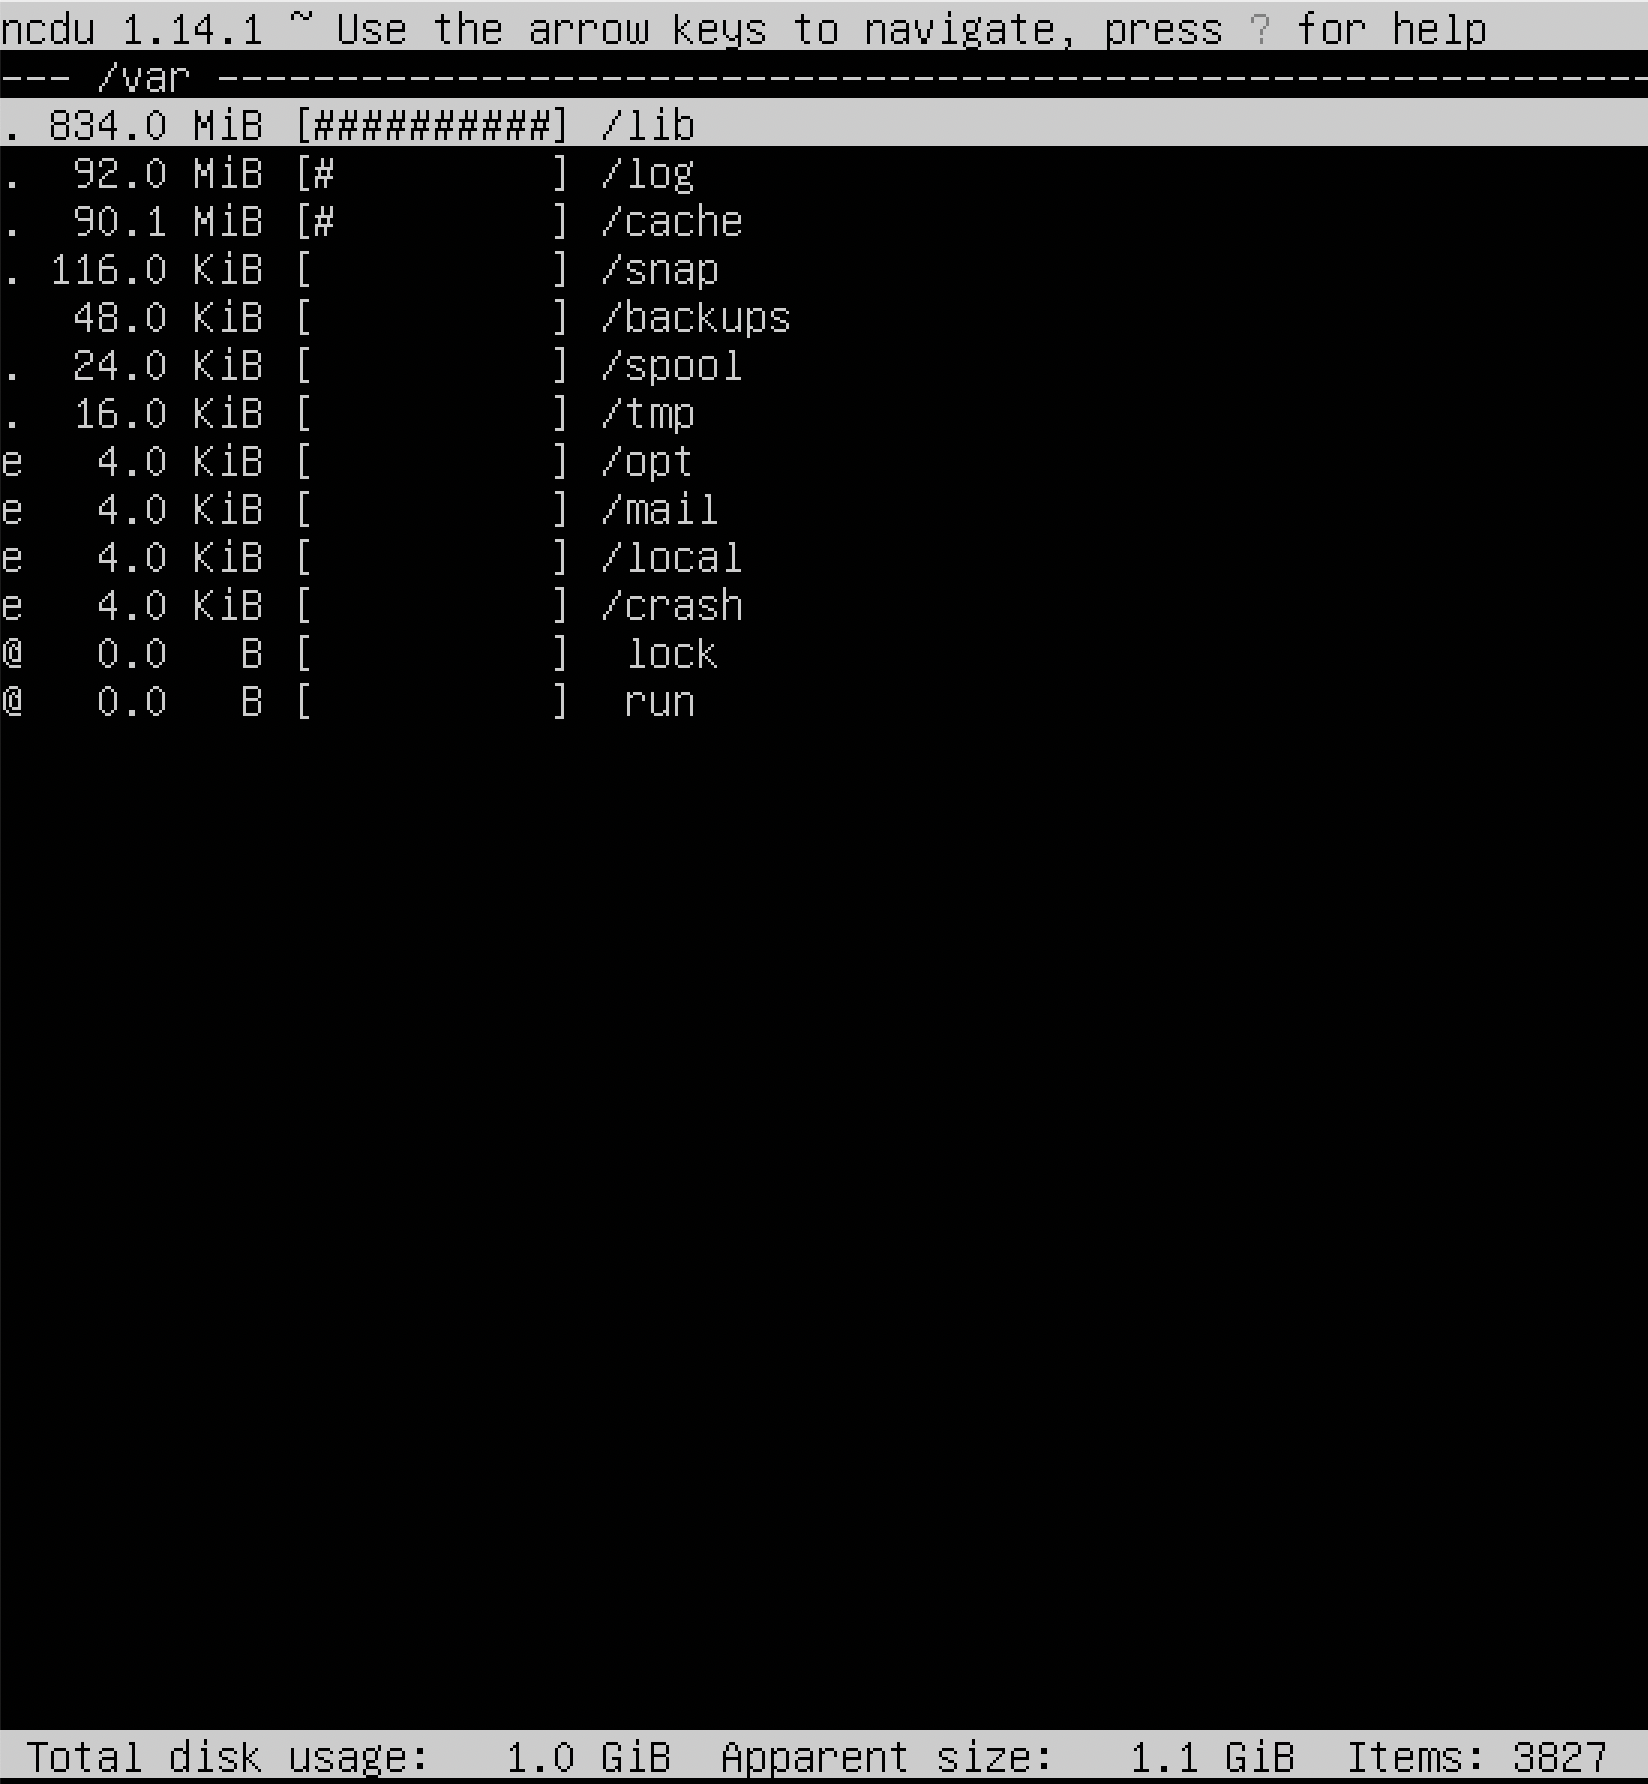 ncdu 1.14.1 ~ Use the arrow keys to navigate, press ? for help
--- /var ------------------------------------------------------------
. 834.0 MiB [##########] /lib
.  92.0 MiB [#         ] /log
.  90.1 MiB [#         ] /cache
. 116.0 KiB [          ] /snap
   48.0 KiB [          ] /backups
.  24.0 KiB [          ] /spool
.  16.0 KiB [          ] /tmp
e   4.0 KiB [          ] /opt
e   4.0 KiB [          ] /mail
e   4.0 KiB [          ] /local
e   4.0 KiB [          ] /crash
@   0.0   B [          ]  lock
@   0.0   B [          ]  run
 Total disk usage:   1.0 GiB  Apparent size:   1.1 GiB  Items: 3827